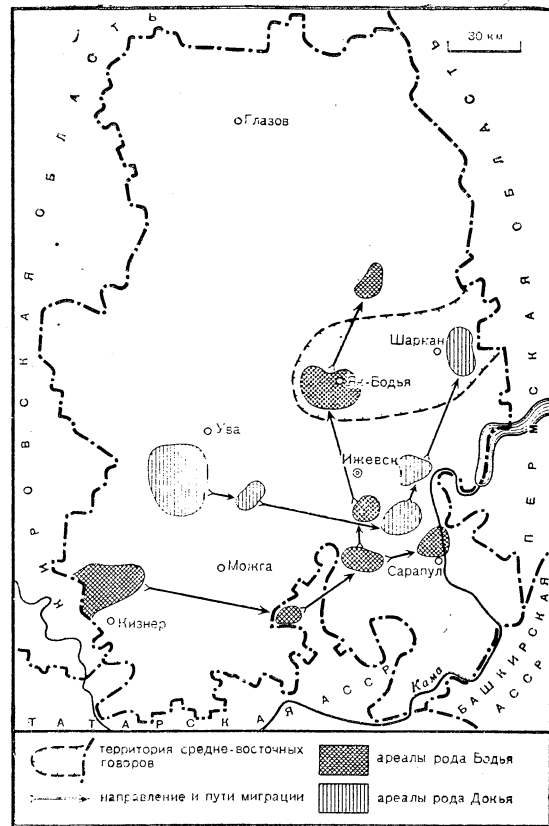 30 км
КИРОВСКАЯ ОБЛАСТЬ
ПЕРМСКАЯ ОБЛАСТЬ
Глазов
Шаркан
Як-Бодья
Ува
Ижевск
Можга
Сарапул
Кизнер
Кама
БАШКИРСКАЯ
АССР
ТАТАРСКАЯ АССР
территория средне-восточных
говоров
ареалы рода Бодья
направление и пути миграции
ареалы рода Докья